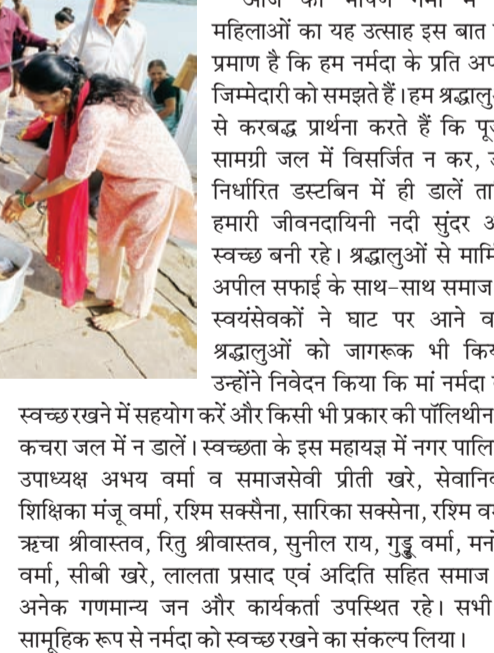 महिलाओं का यह उत्साह इस बात
प्रमाण है कि हम नर्मदा के प्रति
जिम्मेदारी को समझते हैं। हम
से करबद्ध प्रार्थना करते हैं कि
सामग्री जल में विसर्जित न कर,
निर्धारित डस्टबिन में ही डालें
हमारी जीवनदायिनी नदी सुंदर
स्वच्छ बनी रहे। श्रद्धालुओं से
अपील सफाई के साथ-साथ समाज
स्वयंसेवकों ने घाट पर आने
श्रद्धालुओं को जागरूक भी
उन्होंने निवेदन किया कि मां नर्मदा
स्वच्छ रखने में सहयोग करें और किसी भी प्रकार की पॉलिथीन
कचरा जल में न डालें। स्वच्छता के इस महायज्ञ में नगर
उपाध्यक्ष अभय वर्मा व समाजसेवी प्रीती खरे,
शिक्षिका मंजू वर्मा, रश्मि सक्सैना, सारिका सक्सेना, रश्मि
ऋचा श्रीवास्तव, रितु श्रीवास्तव, सुनील राय, गुड्डू वर्मा,
वर्मा, सीबी खरे, लालता प्रसाद एवं अदिति सहित समाज
अनेक गणमान्य जन और कार्यकर्ता उपस्थित रहे। सभी
सामूहिक रूप से नर्मदा को स्वच्छ रखने का संकल्प लिया।